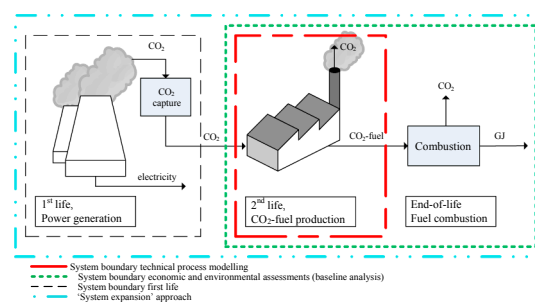 CO₂
CO₂
capture
CO₂
electricity
1st life,
Power generation
CO₂
CO₂-fuel
2nd life,
CO₂-fuel production
CO₂
Combustion
GJ
End-of-life
Fuel combustion
System boundary technical process modelling
System boundary economic and environmental assessments (baseline analysis)
System boundary first life
'System expansion' approach